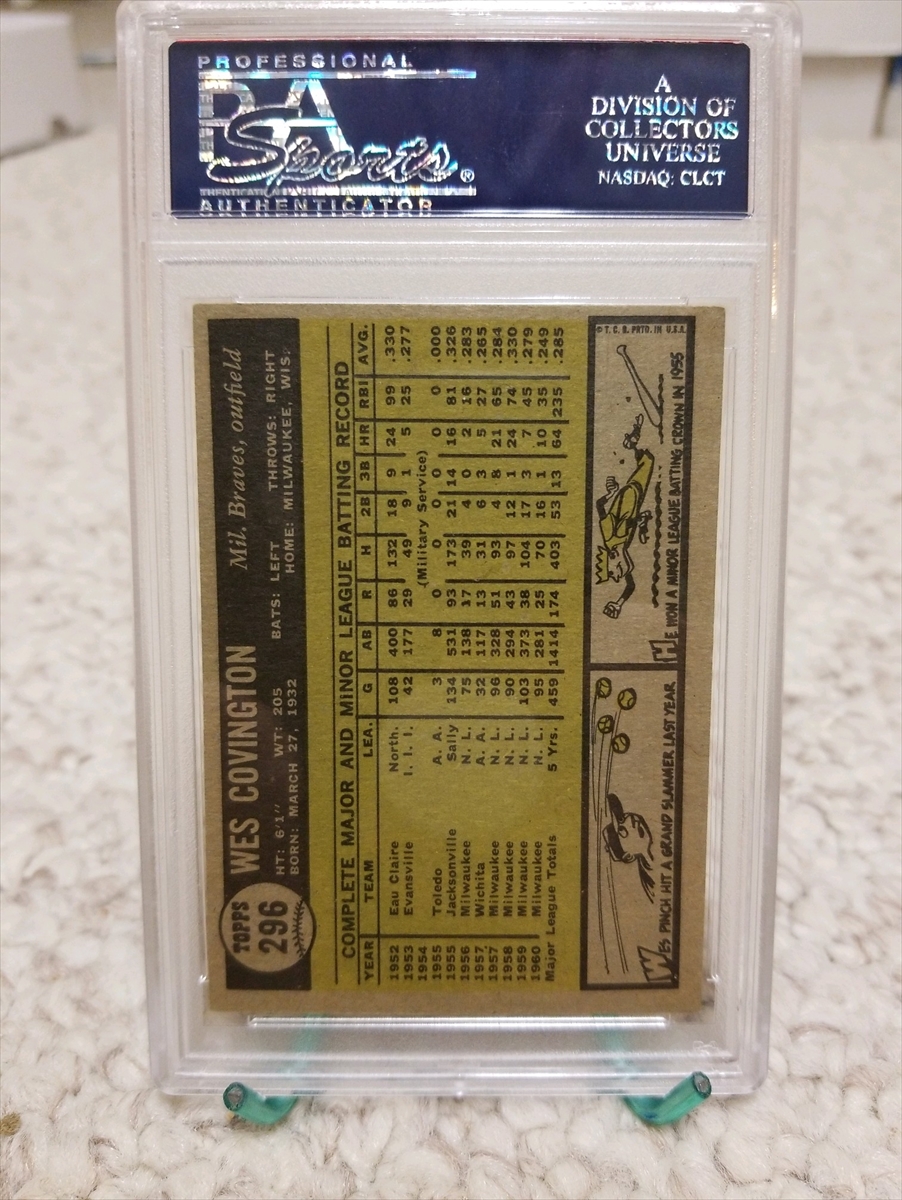 PROFESSIONAL
PSA
Sports®
AUTHENTICATOR
A
DIVISION OF
COLLECTORS
UNIVERSE
NASDAQ: CLCT
TOPPS
296
WES COVINGTON Mil. Braves, outfield
HT: 6'1" WT: 205 BATS: LEFT THROWS: RIGHT
BORN: MARCH 27, 1932 HOME: MILWAUKEE, WIS.
COMPLETE MAJOR AND MINOR LEAGUE BATTING RECORD
YEAR TEAM LEA. G AB R H 2B 3B HR RBI AVG.
1952 Eau Claire North. 108 400 86 132 18 9 24 99 .330
1953 Evansville I. I. I. 42 177 29 49 9 1 5 25 .277
1954 (Military Service)
1955 Toledo A. A. 3 8 0 0 0 0 0 0 .000
1955 Jacksonville Sally 134 531 93 173 21 14 16 81 .326
1956 Milwaukee N. L. 75 138 17 39 4 0 2 16 .283
1957 Wichita A. A. 32 117 13 31 6 3 5 27 .265
1957 Milwaukee N. L. 96 328 51 93 4 8 21 65 .284
1958 Milwaukee N. L. 90 294 43 97 12 1 24 74 .330
1959 Milwaukee N. L. 103 373 38 104 17 3 7 45 .279
1960 Milwaukee N. L. 95 281 25 70 16 1 10 35 .249
Major League Totals 5 Yrs. 459 1414 174 403 53 13 64 235 .285
WES PINCH HIT A GRAND SLAMMER LAST YEAR
HE WON A MINOR LEAGUE BATTING CROWN IN 1955
© T. C. G. PRTD. IN U.S.A.